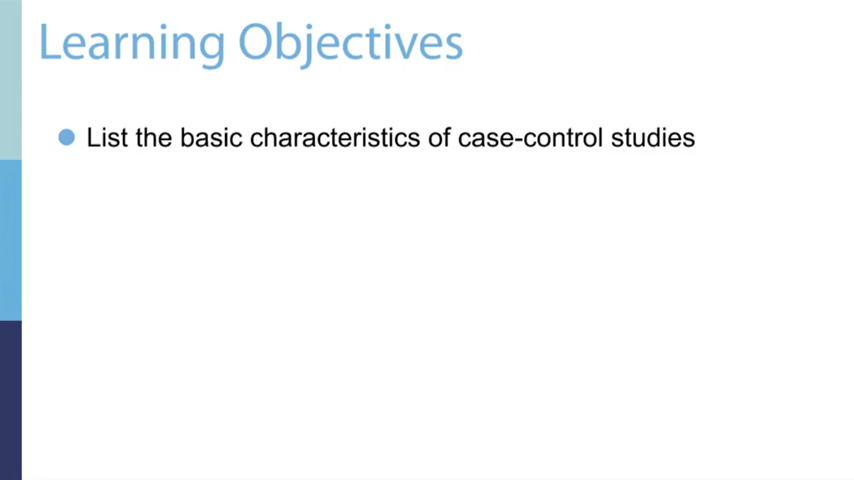 Learning Objectives
List the basic characteristics of case-control studies